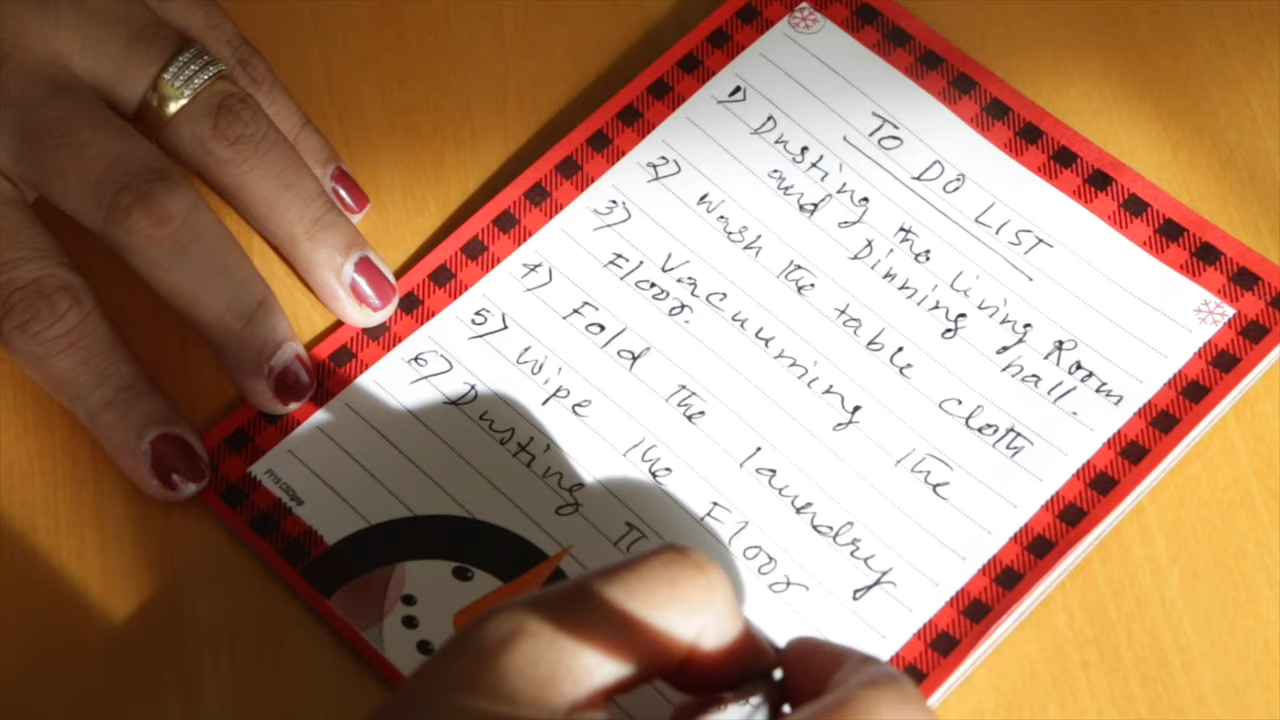 TO DO LIST
1) Dusting the living Room
and Dinning hall.
2) Wash the table cloth
3) Vacuuming the
Floor.
4) Fold the laundry
5) Wipe the Floor
6) Dusting